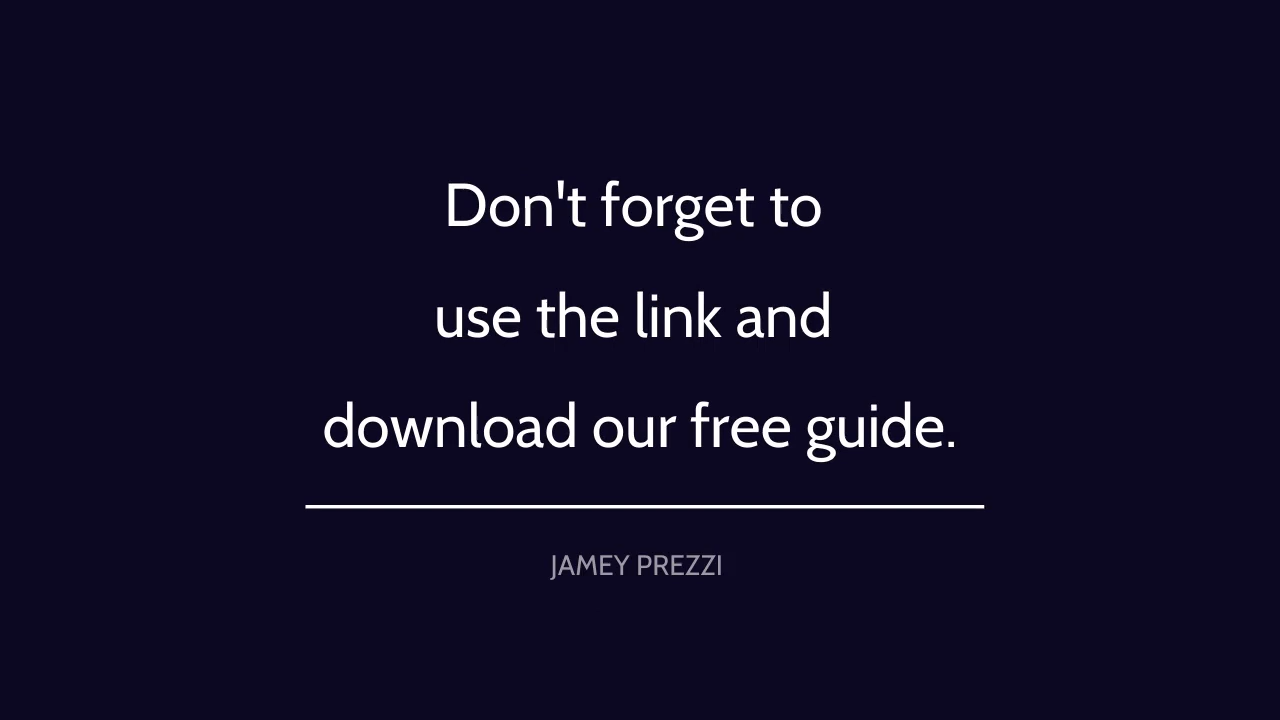 Don't forget to
use the link and
download our free guide.
JAMEY PREZZI